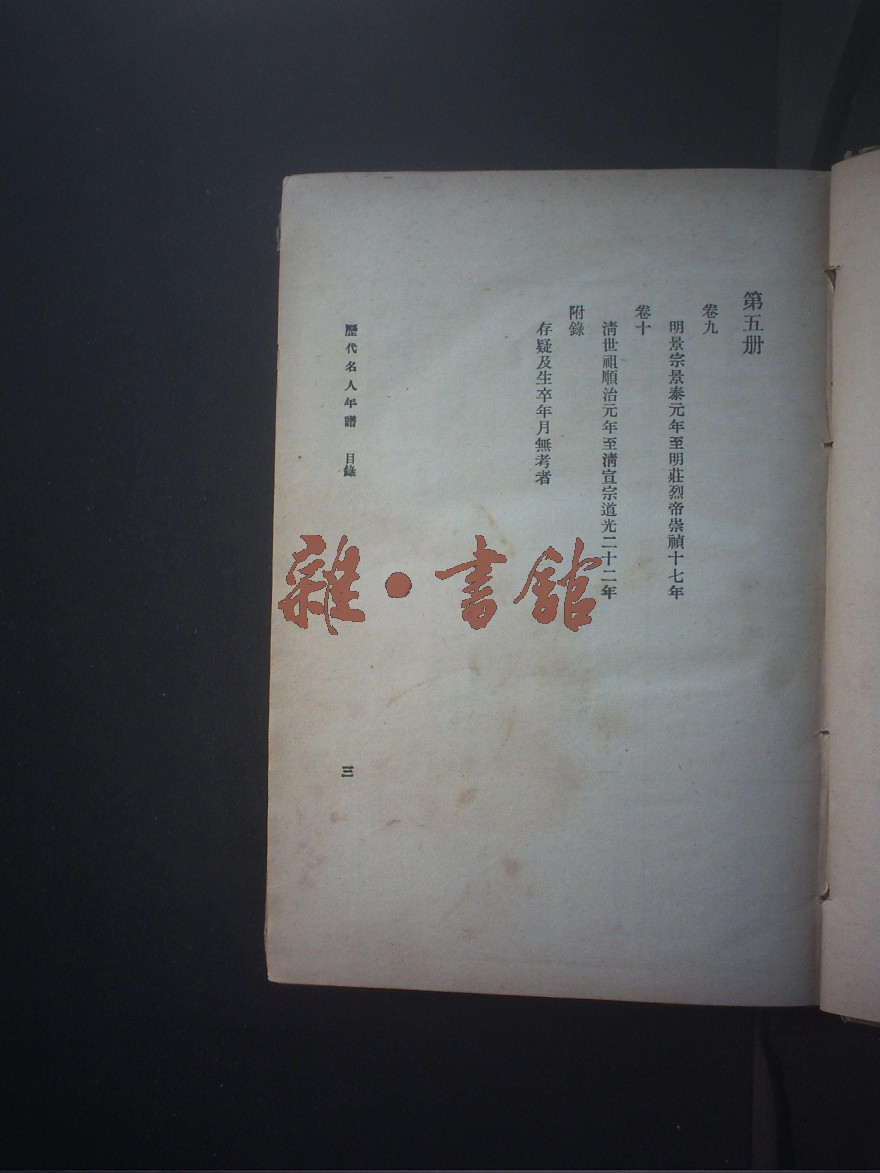 第五册
卷九
明景宗景泰元年至明莊烈帝崇禎十七年
卷十
淸世祖順治元年至淸宣宗道光二十二年
附錄
存疑及生卒年月無考者
歷代名人年譜 目錄
三
雜·書館